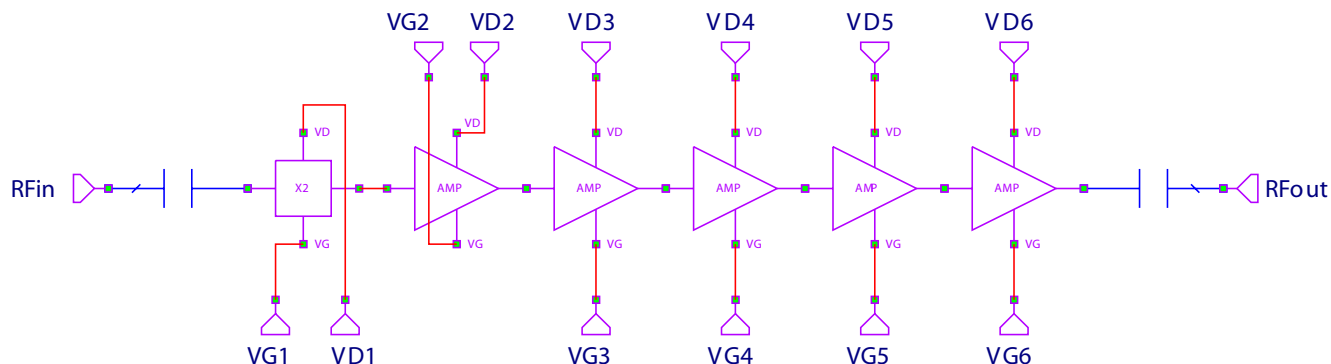 VG2 VD2 VD3 VD4 VD5 VD6
VD VD VD VD VD VD
RFin X2 AMP AMP AMP AMP AMP RFout
VG VG VG VG VG VG
VG1 VD1 VG3 VG4 VG5 VG6